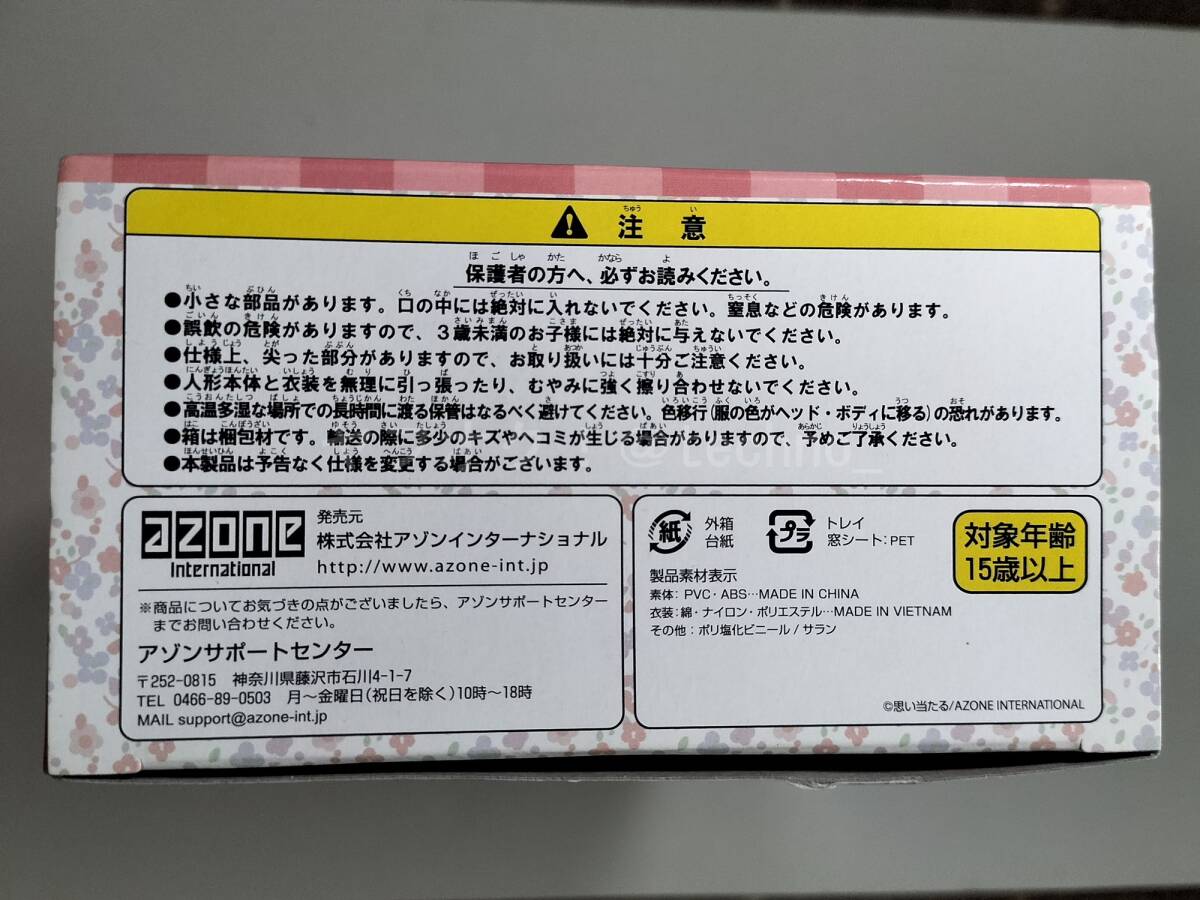 注意
保護者の方へ、必ずお読みください。
●小さな部品があります。口の中には絶対に入れないでください。窒息などの危険があります。
●誤飲の危険がありますので、3歳未満のお子様には絶対に与えないでください。
●仕様上、尖った部分がありますので、お取り扱いには十分ご注意ください。
●人形本体と衣装を無理に引っ張ったり、むやみに強く擦り合わせないでください。
●高温多湿な場所での長時間に渡る保管はなるべく避けてください。色移行(服の色がヘッド・ボディに移る)の恐れがあります。
●箱は梱包材です。輸送の際に多少のキズやヘコミが生じる場合がありますので、予めご了承ください。
●本製品は予告なく仕様を変更する場合がございます。
@techno_
azone
International
発売元
株式会社アゾンインターナショナル
http://www.azone-int.jp
※商品についてお気づきの点がございましたら、アゾンサポートセンター
までお問い合わせください。
アゾンサポートセンター
〒252-0815 神奈川県藤沢市石川4-1-7
TEL 0466-89-0503 月～金曜日(祝日を除く)10時～18時
MAIL support@azone-int.jp
紙
外箱
台紙
プラ
トレイ
窓シート:PET
対象年齢
15歳以上
製品素材表示
素体: PVC・ABS…MADE IN CHINA
衣装:綿・ナイロン・ポリエステル…MADE IN VIETNAM
その他:ポリ塩化ビニール/サラン
©思い当たる/AZONE INTERNATIONAL